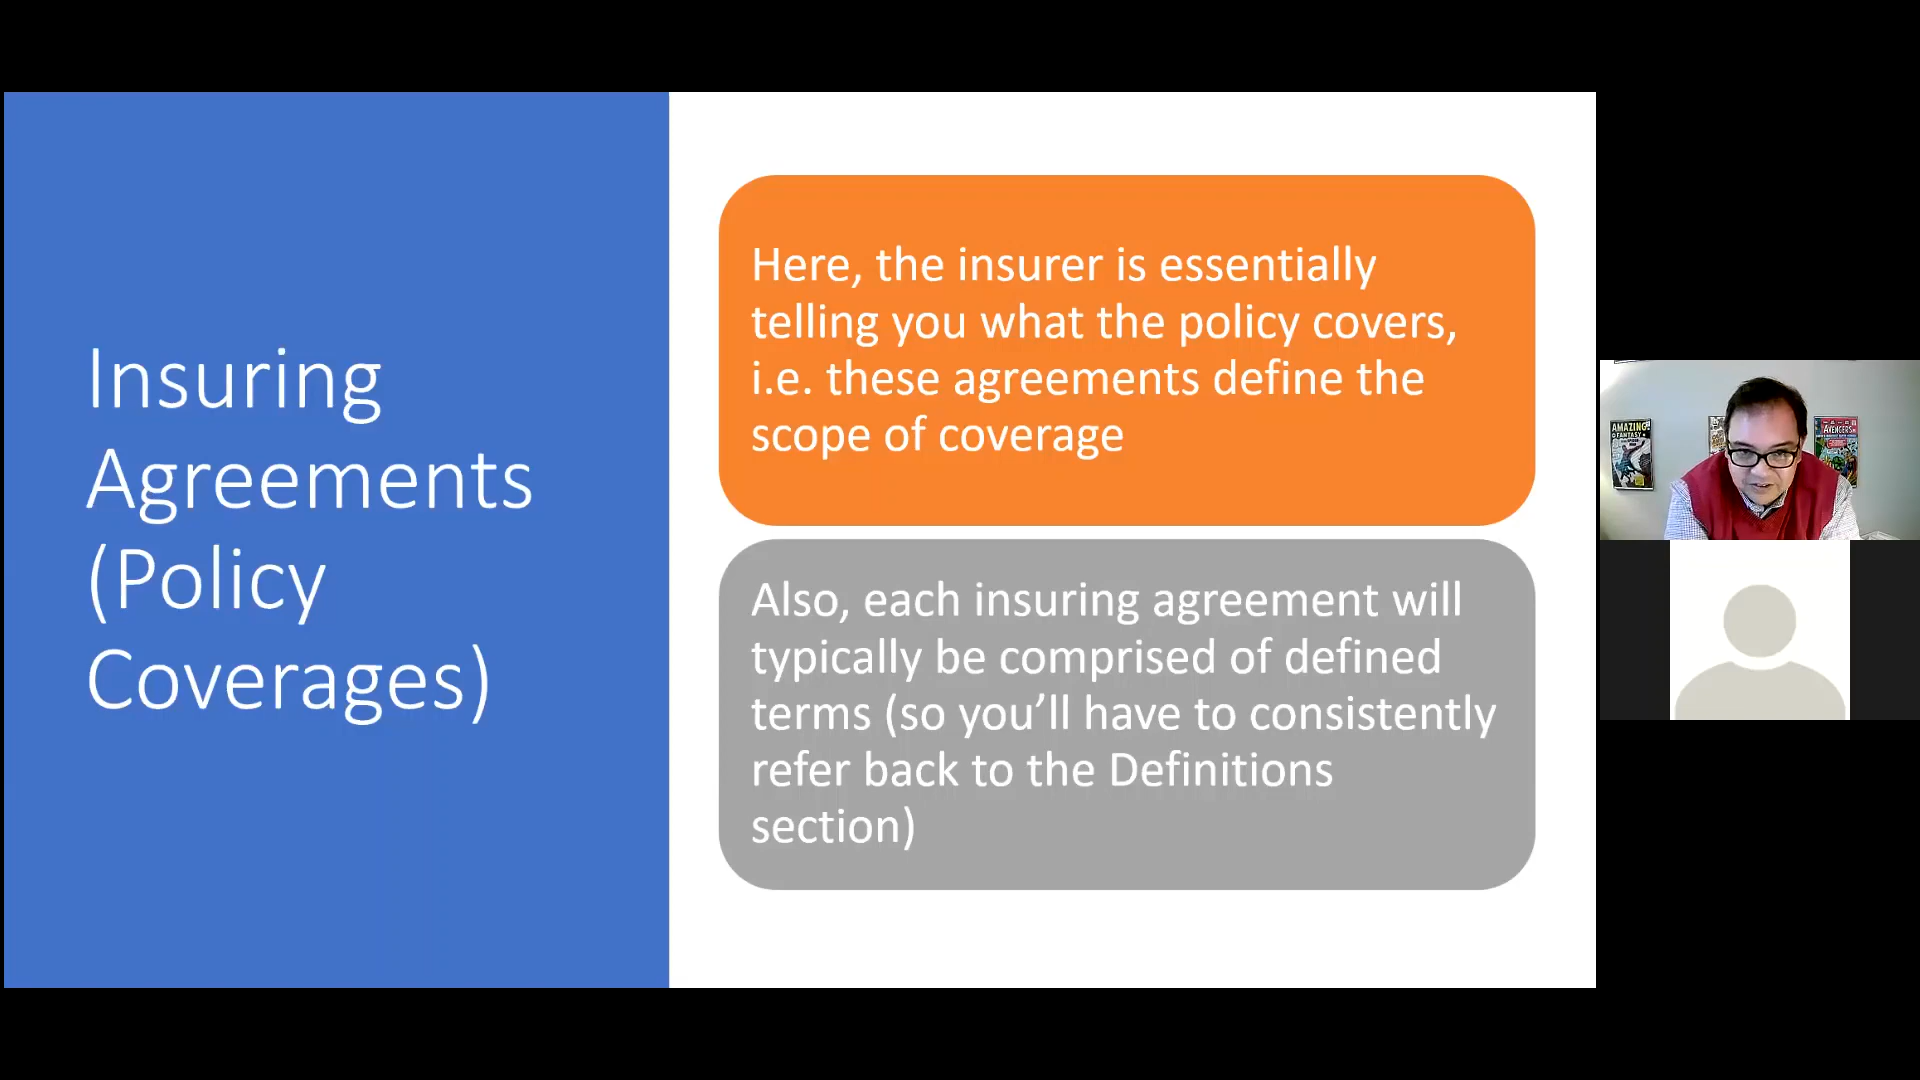 Insuring
Agreements
(Policy
Coverages)
Here, the insurer is essentially
telling you what the policy covers,
i.e. these agreements define the
scope of coverage
Also, each insuring agreement will
typically be comprised of defined
terms (so you’ll have to consistently
refer back to the Definitions
section)
AMAZING
FANTASY
AVENGERS